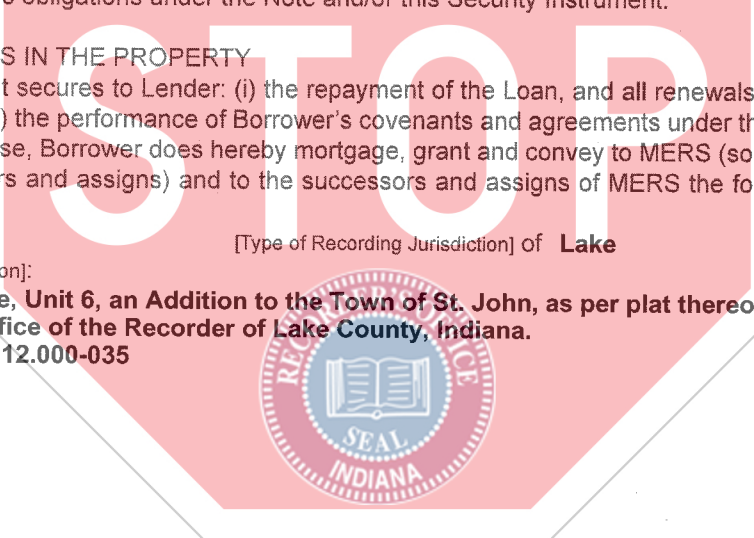 obligations under the Note and/or this Security Instrument.
S IN THE PROPERTY
t secures to Lender: (i) the repayment of the Loan, and all renewals
) the performance of Borrower's covenants and agreements under th
se, Borrower does hereby mortgage, grant and convey to MERS (so
rs and assigns) and to the successors and assigns of MERS the fo
[Type of Recording Jurisdiction] of Lake
on]:
e, Unit 6, an Addition to the Town of St. John, as per plat thereo
fice of the Recorder of Lake County, Indiana.
12.000-035
STOP
RECORDER'S OFFICE
SEAL
INDIANA